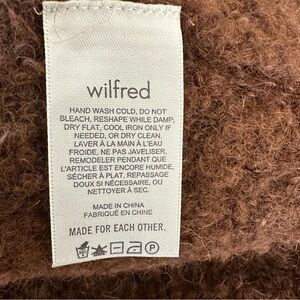 wilfred
HAND WASH COLD, DO NOT
BLEACH, RESHAPE WHILE DAMP,
DRY FLAT, COOL IRON ONLY IF
NEEDED, OR DRY CLEAN.
LAVER À LA MAIN À L'EAU
FROIDE, NE PAS JAVELISER,
REMODELER PENDANT QUE
L'ARTICLE EST ENCORE HUMIDE,
SÉCHER À PLAT, REPASSAGE
DOUX SI NÉCESSAIRE, OU
NETTOYER À SEC.
MADE IN CHINA
FABRIQUÉ EN CHINE
MADE FOR EACH OTHER.
P